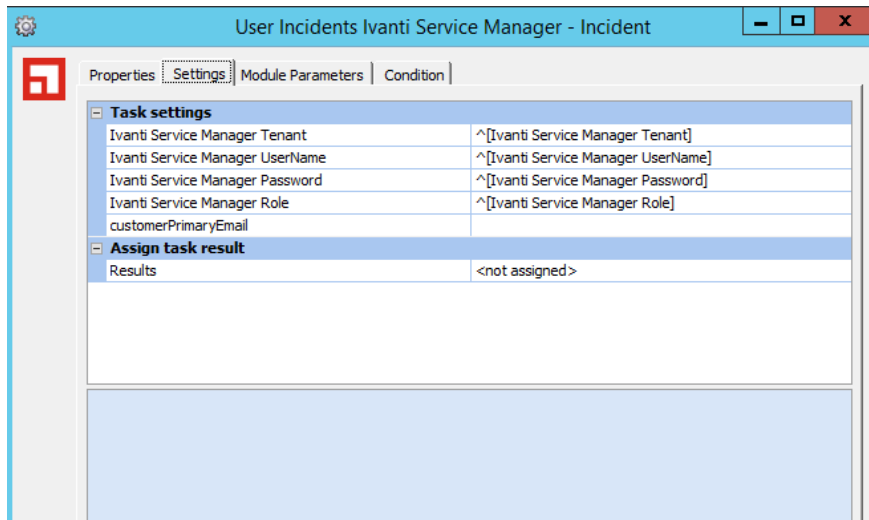 User Incidents Ivanti Service Manager - Incident
Properties Settings Module Parameters Condition
Task settings
Ivanti Service Manager Tenant ^[Ivanti Service Manager Tenant]
Ivanti Service Manager UserName ^[Ivanti Service Manager UserName]
Ivanti Service Manager Password ^[Ivanti Service Manager Password]
Ivanti Service Manager Role ^[Ivanti Service Manager Role]
customerPrimaryEmail
Assign task result
Results <not assigned>